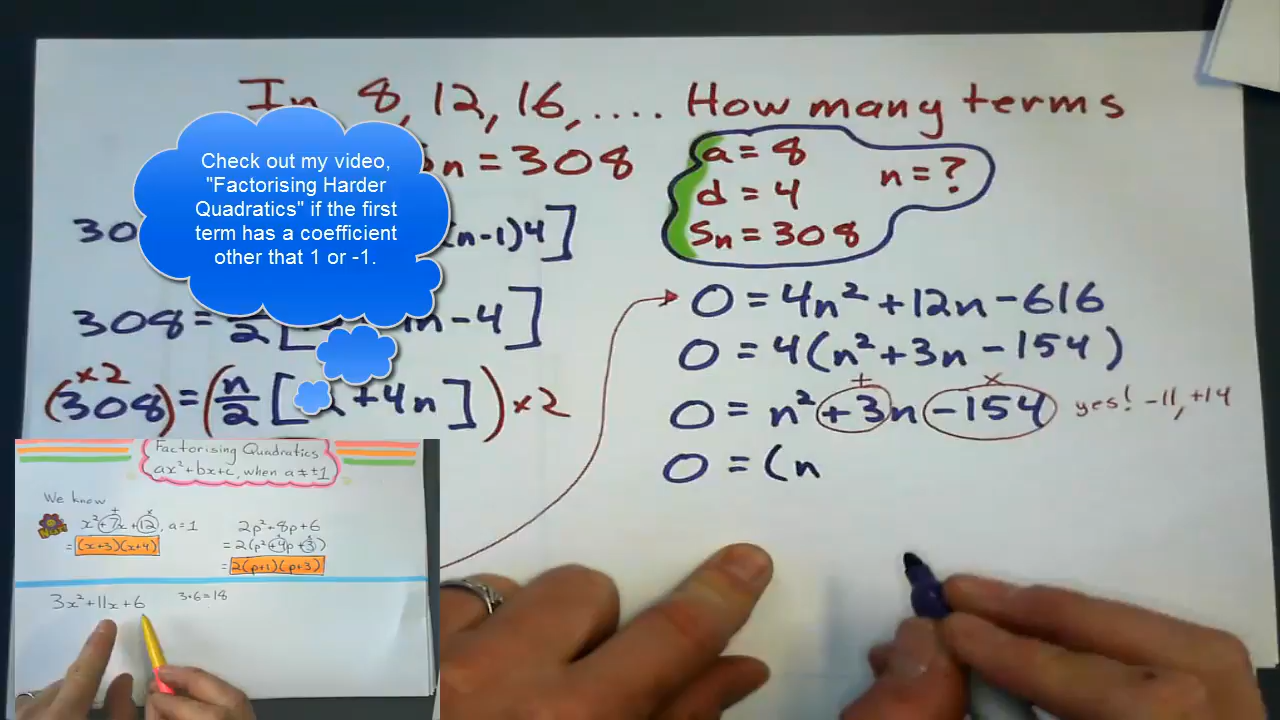 In 8, 12, 16, .... How many terms
Sn = 308
a = 8
d = 4
Sn = 308
n = ?
Check out my video,
"Factorising Harder
Quadratics" if the first
term has a coefficient
other that 1 or -1.
30 (n-1)4]
308 = /2 [ n - 4]
×2
(308) = (n/2 [ + 4n ]) ×2
0 = 4n² + 12n - 616
0 = 4(n² + 3n - 154)
+ ×
0 = n² + 3n - 154 yes! -11, +14
0 = (n
Factorising Quadratics
ax² + bx + c, when a ≠ ±1
We know
+ ×
x² + 7x + 12, a = 1
= (x+3)(x+4)
2p² + 8p + 6
= 2(p² + 4p + 3)
= 2(p+1)(p+3)
3x² + 11x + 6
3×6=18